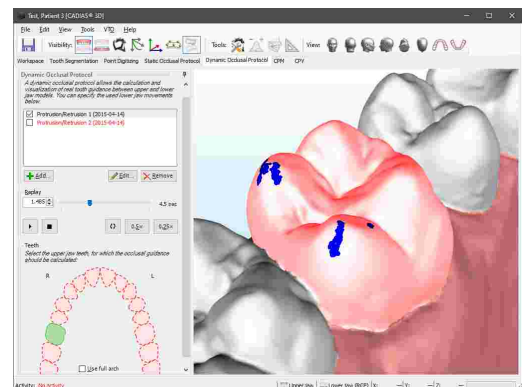 Test, Patient 3 [CADIAS® 3D]
File Edit View Tools VTO Help
Visibility: Tools: View:
Workspace Tooth Segmentation Point Digitizing Static Occlusal Protocol Dynamic Occlusal Protocol CPM CPV
Dynamic Occlusal Protocol
A dynamic occlusal protocol allows the calculation and
visualization of real tooth guidance between upper and lower
jaw models. You can specify the used lower jaw movements
below.
Protrusion/Retrusion 1 (2015-04-14)
Protrusion/Retrusion 2 (2015-04-14)
Add... Edit... Remove
Replay
1.485 4.5 sec
0.5x 0.25x
Teeth
Select the upper jaw teeth, for which the occlusal guidance
should be calculated.
R L
Use full arch
Activity: No activity Upper jaw Lower jaw (RCP) X: — Y: — Z: —